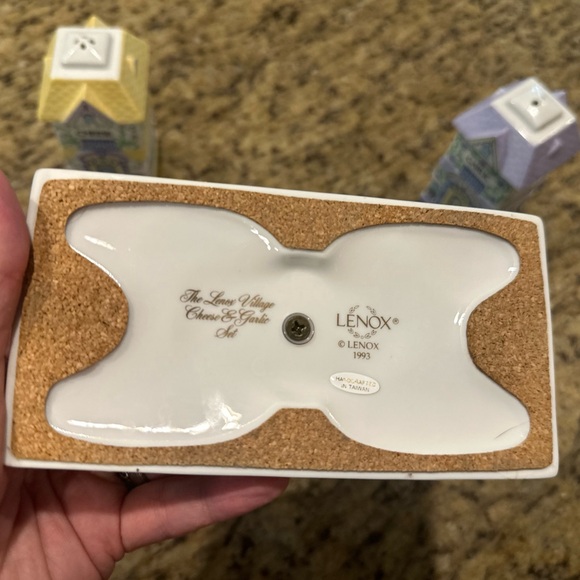 The Lenox Village
Cheese & Garlic
Set
LENOX®
© LENOX
1993
HANDCRAFTED
IN TAIWAN